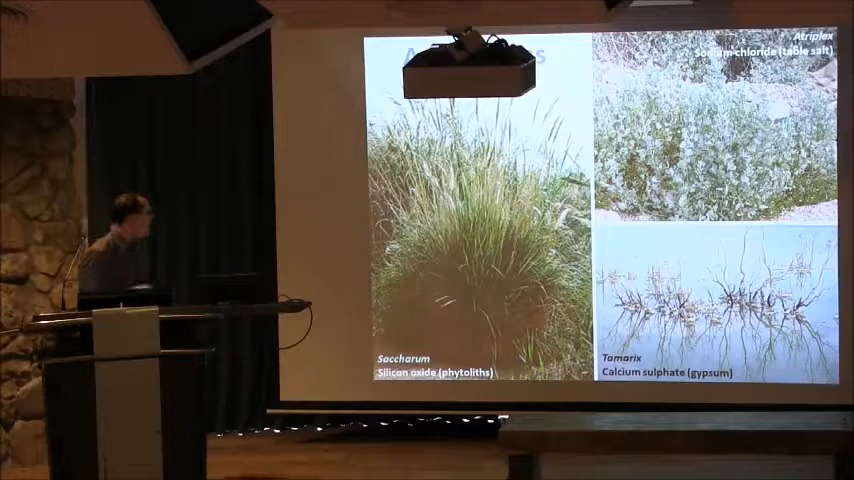 Atriplex
Sodium chloride (table salt)
Saccharum
Silicon oxide (phytoliths)
Tamarix
Calcium sulphate (gypsum)